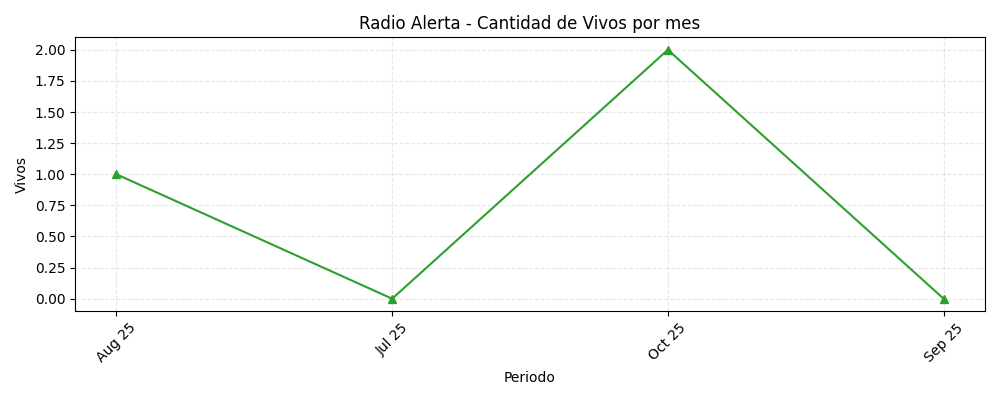 Radio Alerta - Cantidad de Vivos por mes
Vivos
2.00
1.75
1.50
1.25
1.00
0.75
0.50
0.25
0.00
Aug 25
Jul 25
Oct 25
Sep 25
Periodo